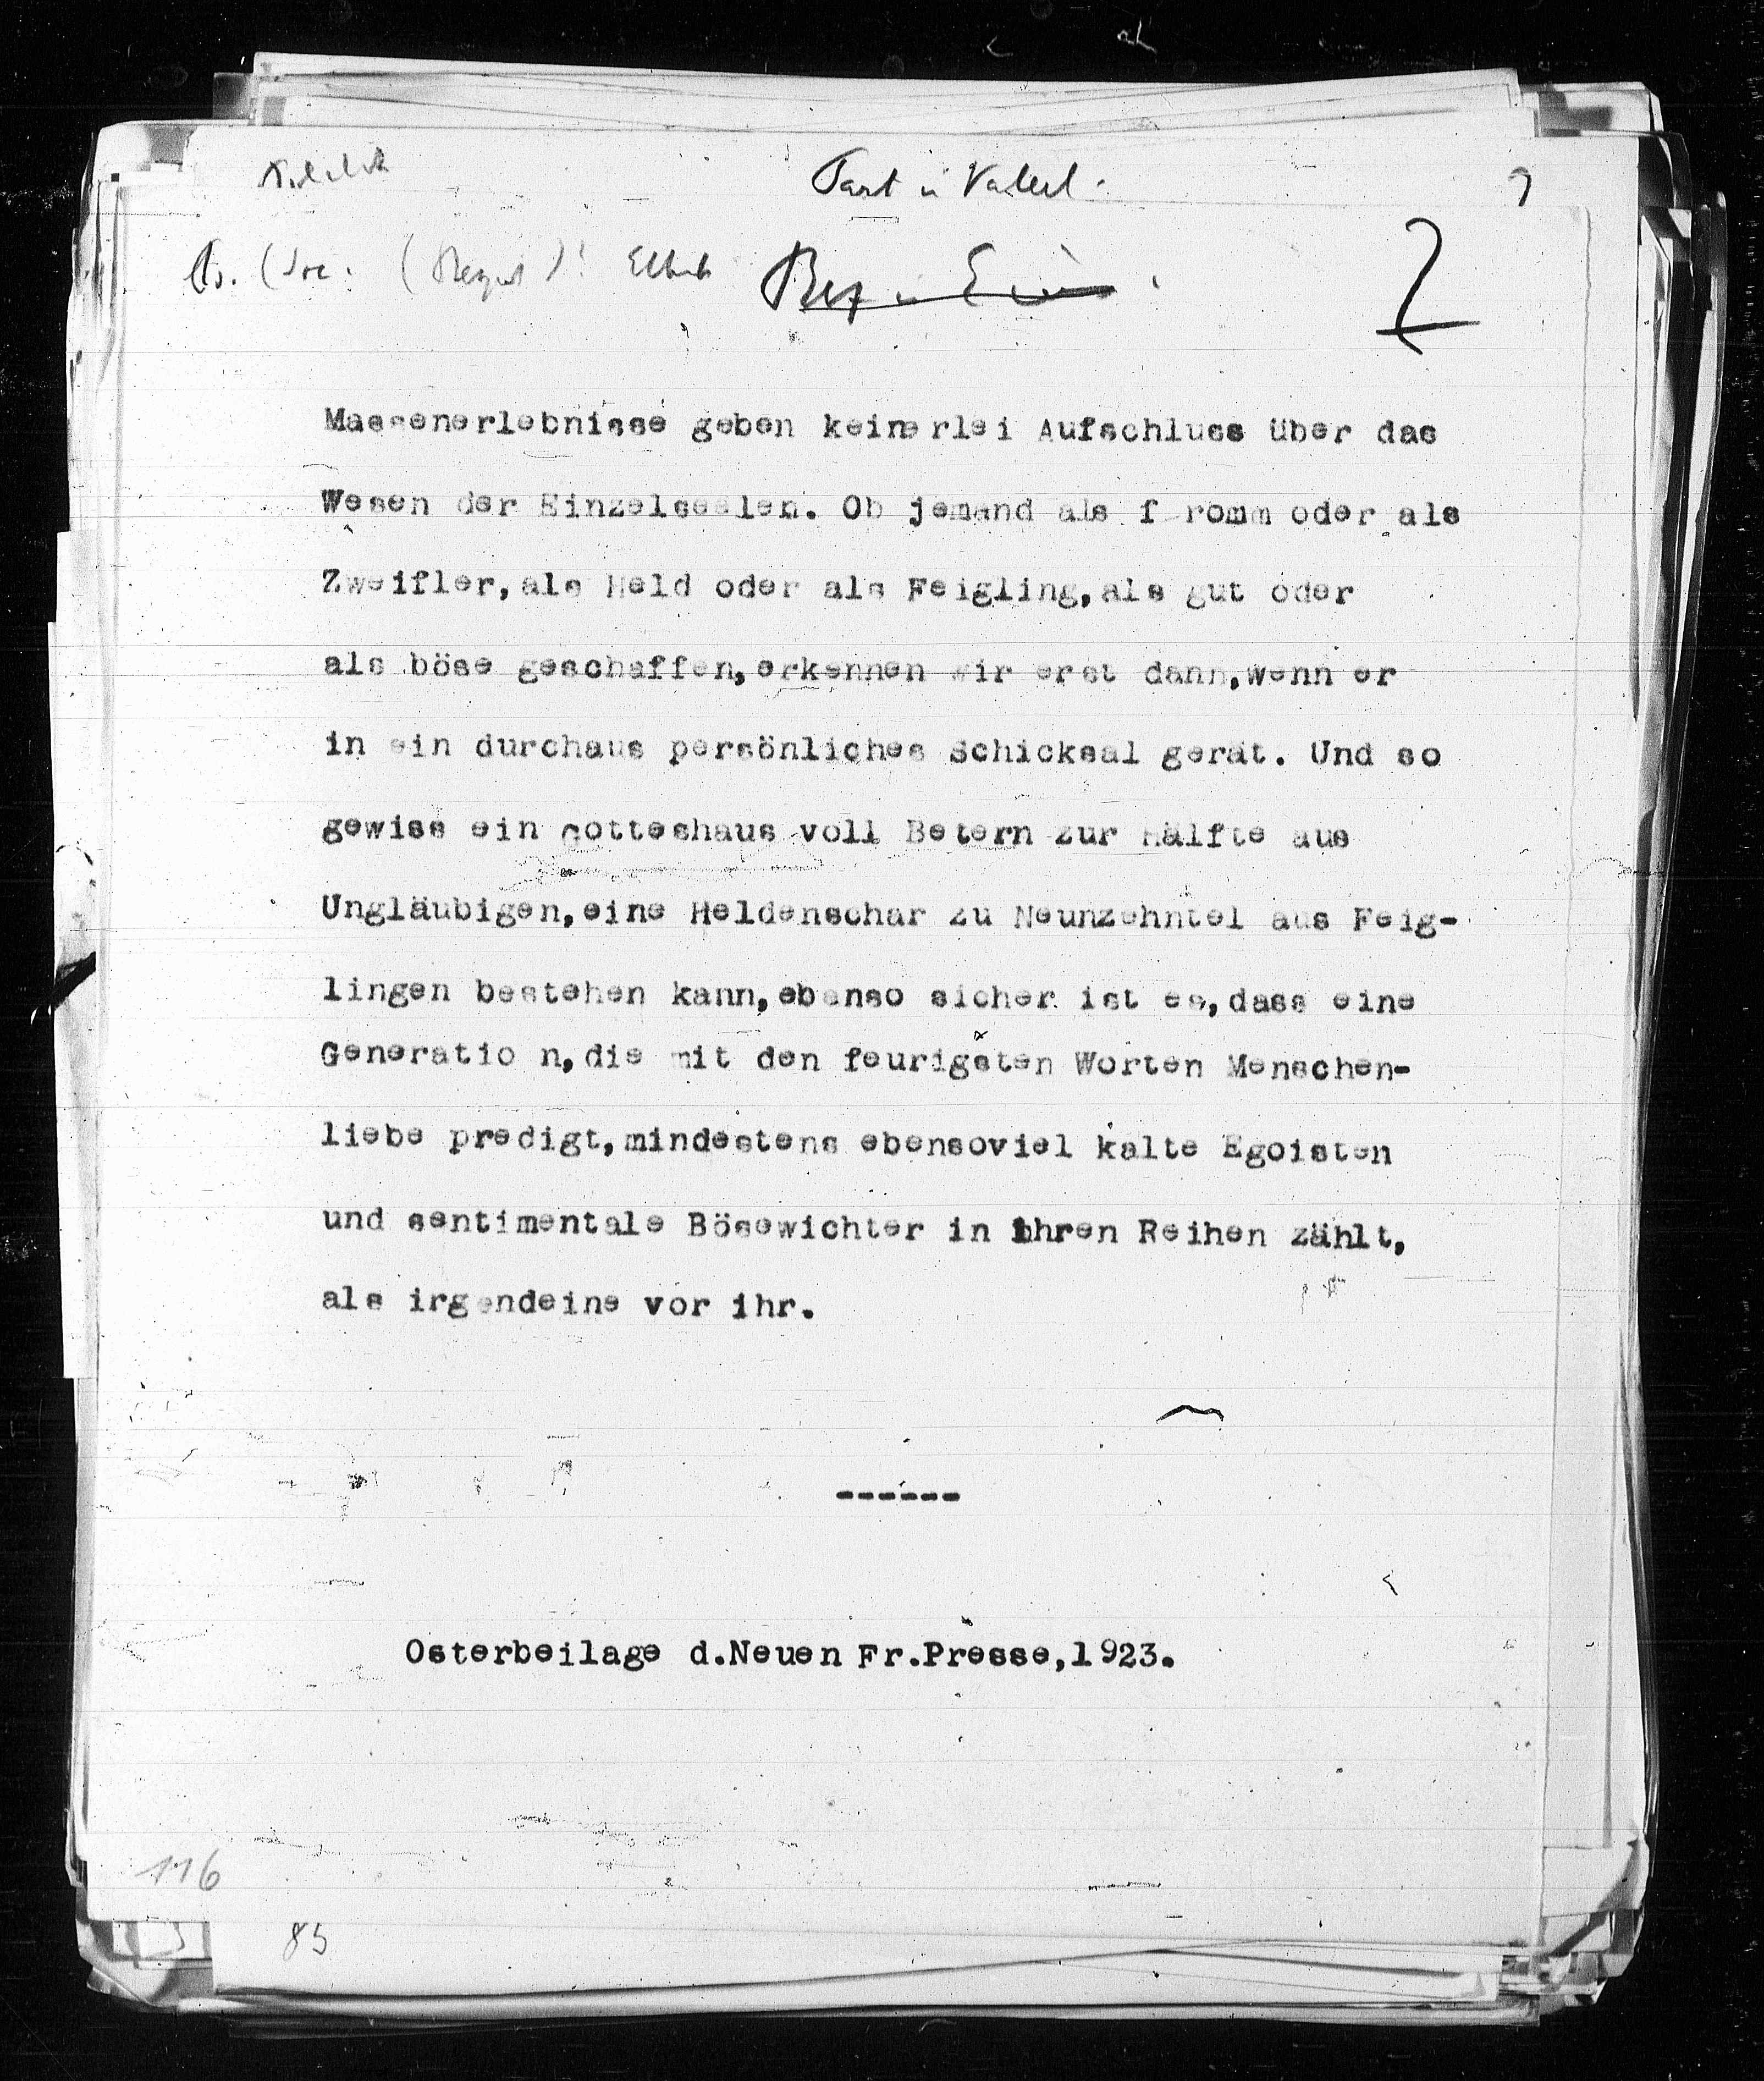 Massenerlebnisse geben keinerlei Aufschluss über das
Wesen der Einzelseelen. Ob jemand als f romm oder als
Zweifler,als Held oder als Feigling,als gut oder
als böse geschaffen,erkennen wir erst dann,wenn er
in ein durchaus persönliches Schicksal gerät. Und so
gewiss ein Gotteshaus voll Betern zur Hälfte aus
Ungläubigen,eine Heldenschar zu Neunzehntel aus Feig-
lingen bestehen kann,ebenso sicher ist es,dass eine
Generatio n,die mit den feurigsten Worten Menschen-
liebe predigt,mindestens ebensoviel kalte Egoisten
und sentimentale Bösewichter in ihren Reihen zählt,
als irgendeine vor ihr.
------
Osterbeilage d.Neuen Fr.Presse,1923.
116
85